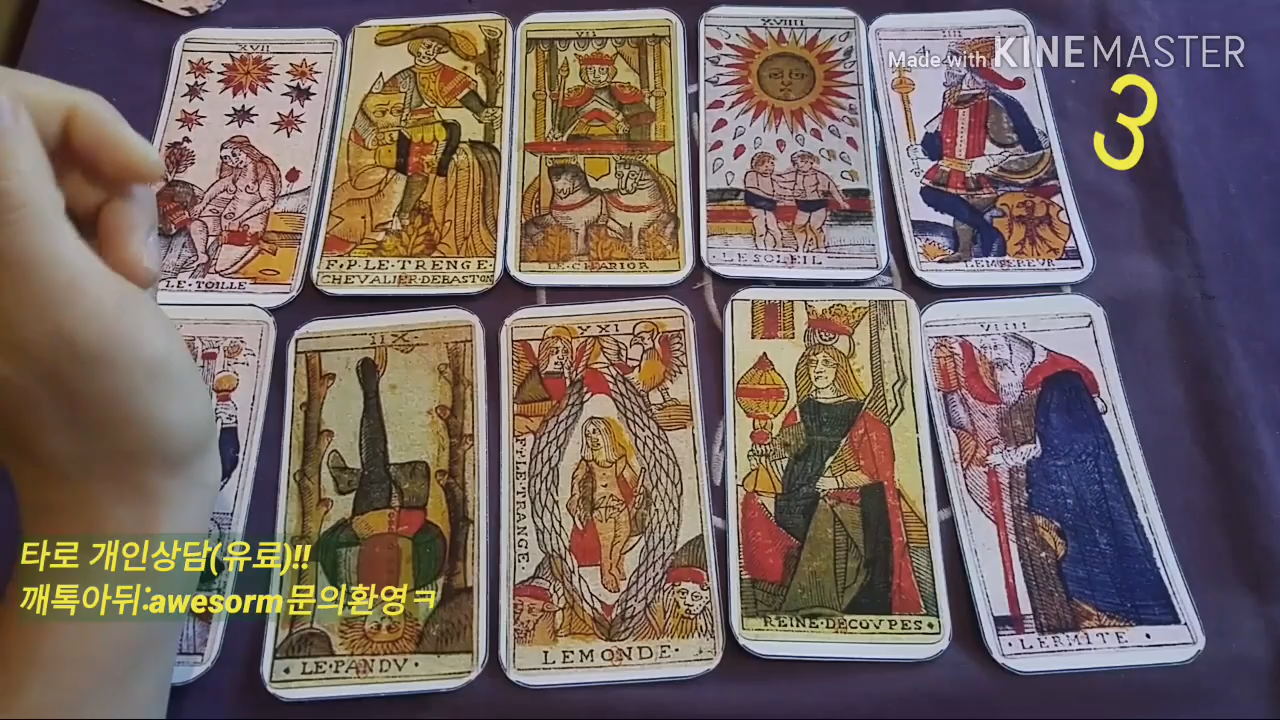 XVII
VII
XVIIII
IIII
Made with KINEMASTER
3
LE·TOILLE
F·P·LE·TRENGE·
CHEVALIER·DEBASTON
LE·CHARIOR
·LE SOLEIL·
LEMPEREVR
IIX
XXI
VIIII
F·P·LE·TRANGE·
타로 개인상담(유료)!!
깨톡아뒤:awesorm문의환영ㅋ
·LE·PANDV·
LEMONDE·
REINE·DECOVPES·
·LERMITE·